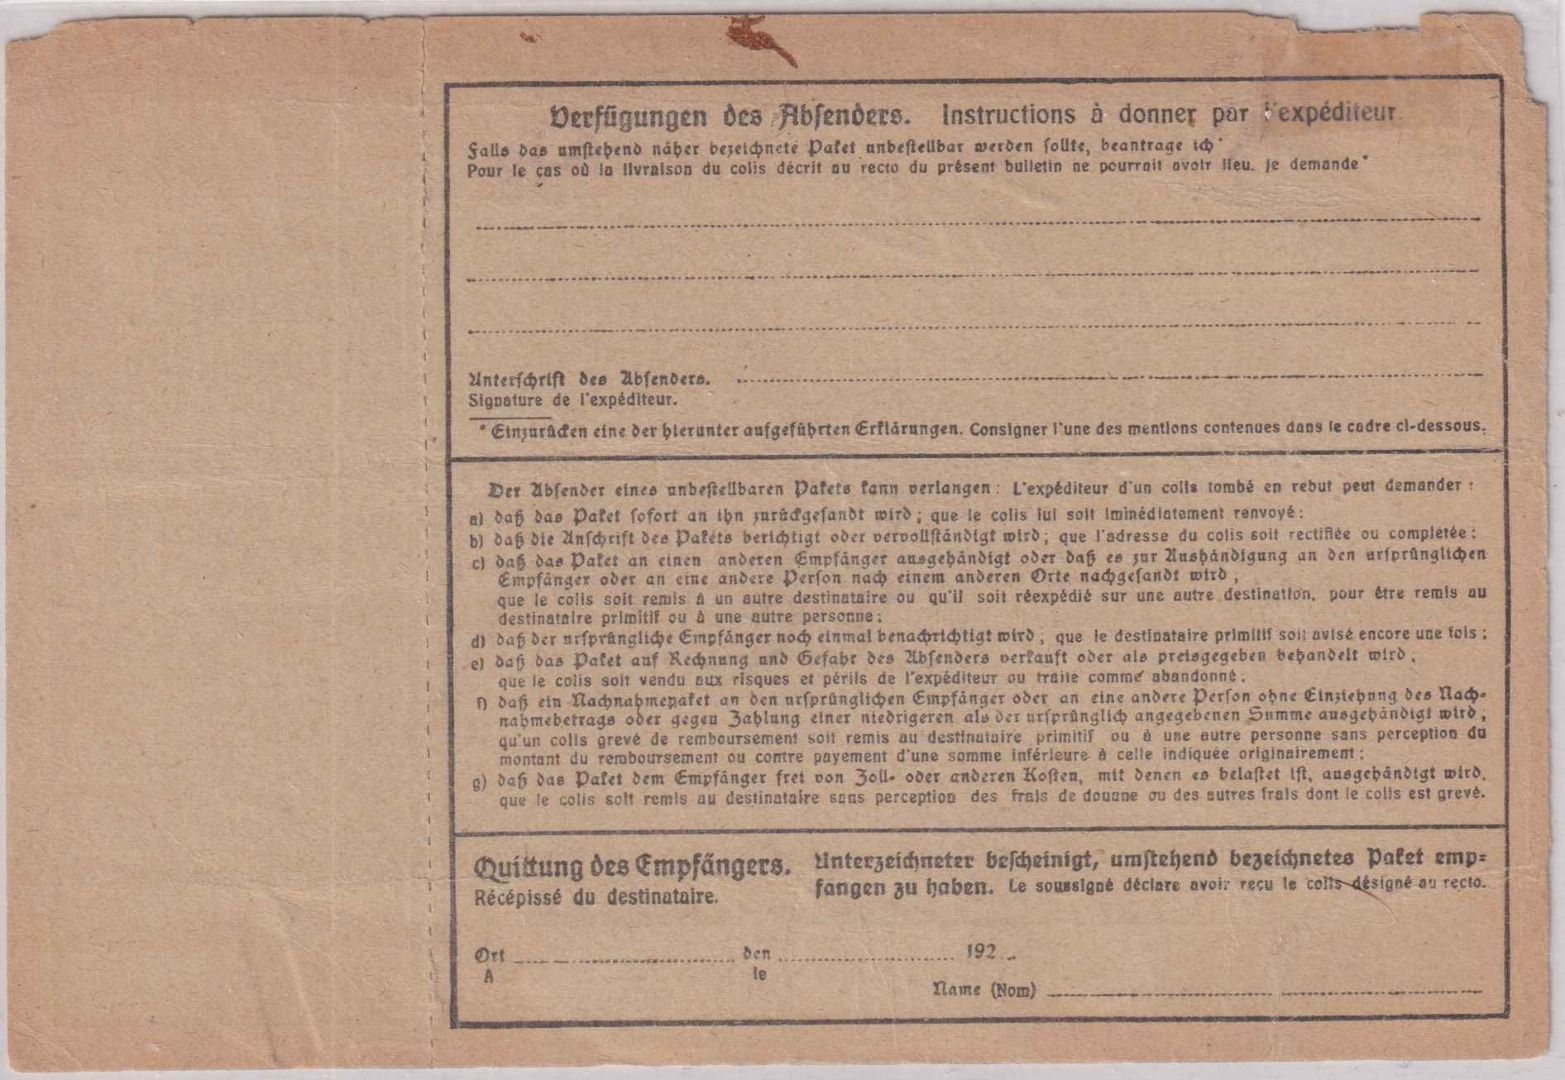 Verfügungen des Absenders. Instructions à donner par l'expéditeur.
Falls das umstehend näher bezeichnete Paket unbestellbar werden sollte, beantrage ich*
Pour le cas où la livraison du colis décrit au recto du présent bulletin ne pourrait avoir lieu. je demande*
Unterschrift des Absenders.
Signature de l'expéditeur.
* Einzurücken eine der hierunter aufgeführten Erklärungen. Consigner l'une des mentions contenues dans le cadre ci-dessous.
Der Absender eines unbestellbaren Pakets kann verlangen: L'expéditeur d'un colis tombé en rebut peut demander:
a) daß das Paket sofort an ihn zurückgesandt wird; que le colis lui soit immédiatement renvoyé:
b) daß die Anschrift des Pakets berichtigt oder vervollständigt wird; que l'adresse du colis soit rectifiée ou complétée:
c) daß das Paket an einen anderen Empfänger ausgehändigt oder daß es zur Aushändigung an den ursprünglichen
Empfänger oder an eine andere Person nach einem anderen Orte nachgesandt wird;
que le colis soit remis à un autre destinataire ou qu'il soit réexpédié sur une autre destination, pour être remis au
destinataire primitif ou à une autre personne;
d) daß der ursprüngliche Empfänger noch einmal benachrichtigt wird; que le destinataire primitif soit avisé encore une fois;
e) daß das Paket auf Rechnung und Gefahr des Absenders verkauft oder als preisgegeben behandelt wird;
que le colis soit vendu aux risques et périls de l'expéditeur ou traité comme abandonné;
f) daß ein Nachnahmepaket an den ursprünglichen Empfänger oder an eine andere Person ohne Einziehung des Nach-
nahmebetrags oder gegen Zahlung einer niedrigeren als der ursprünglich angegebenen Summe ausgehändigt wird;
qu'un colis grevé de remboursement soit remis au destinataire primitif ou à une autre personne sans perception du
montant du remboursement ou contre payement d'une somme inférieure à celle indiquée originairement;
g) daß das Paket dem Empfänger frei von Zoll- oder anderen Kosten, mit denen es belastet ist, ausgehändigt wird.
que le colis soit remis au destinataire sans perception des frais de douane ou des autres frais dont le colis est grevé.
Quittung des Empfängers. Unterzeichneter bescheinigt, umstehend bezeichnetes Paket emp-
Récépissé du destinataire. fangen zu haben. Le soussigné déclare avoir reçu le colis désigné au recto.
Ort den 192
A le
Name (Nom)